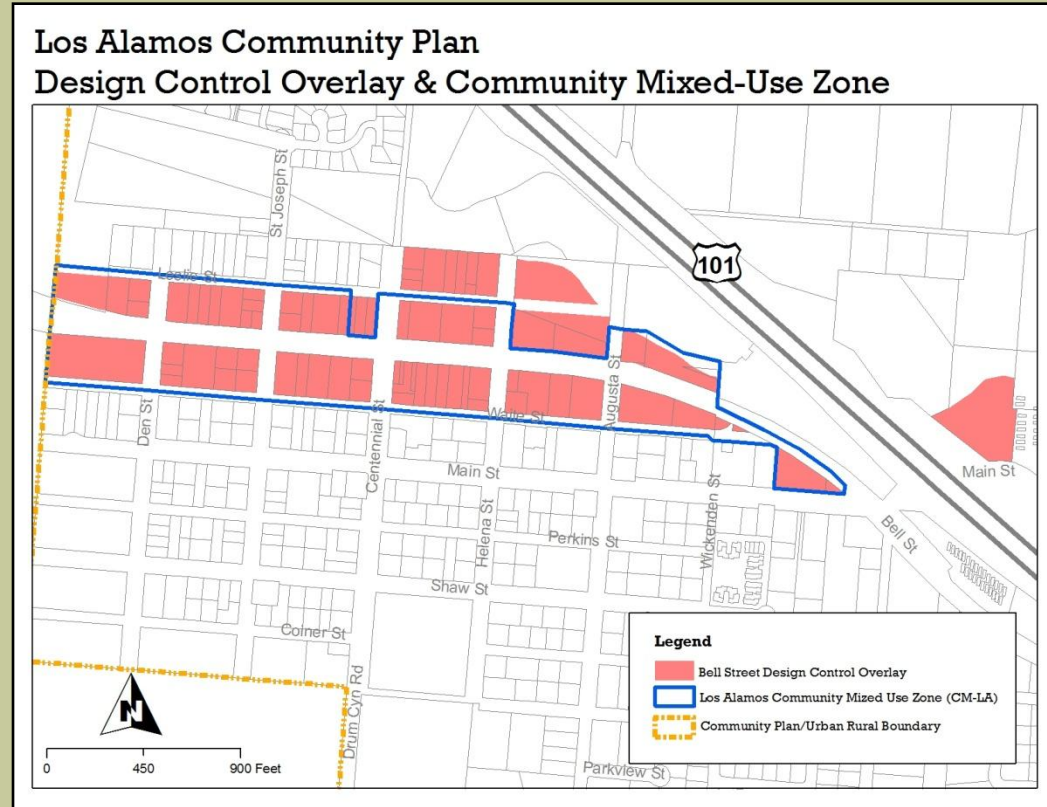 Los Alamos Community Plan
Design Control Overlay & Community Mixed-Use Zone
St Joseph St
101
Leslie St
Augusta St
Waite St
Den St
Centennial St
Main St
Main St
Helena St
Wickenden St
Bell St
Perkins St
Shaw St
Coiner St
Drum Cyn Rd
Parkview St
N
0 450 900 Feet
Legend
Bell Street Design Control Overlay
Los Alamos Community Mized Use Zone (CM-LA)
Community Plan/Urban Rural Boundary